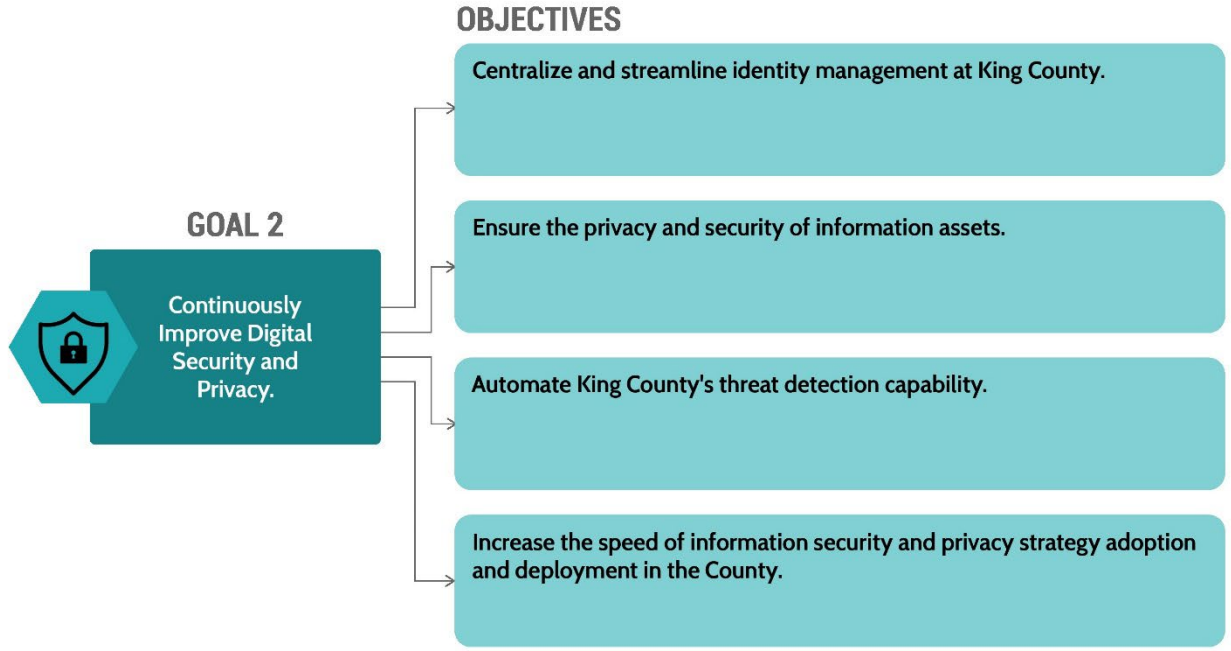 OBJECTIVES
Centralize and streamline identity management at King County.
GOAL 2
Continuously
Improve Digital
Security and
Privacy.
Ensure the privacy and security of information assets.
Automate King County's threat detection capability.
Increase the speed of information security and privacy strategy adoption
and deployment in the County.